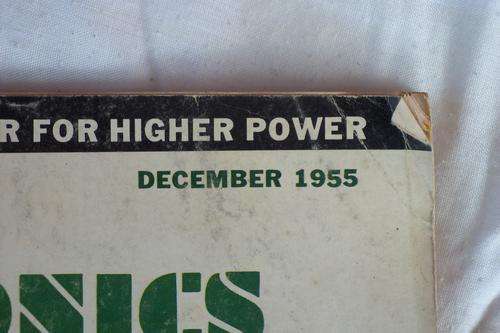 R FOR HIGHER POWER
DECEMBER 1955
ONICS